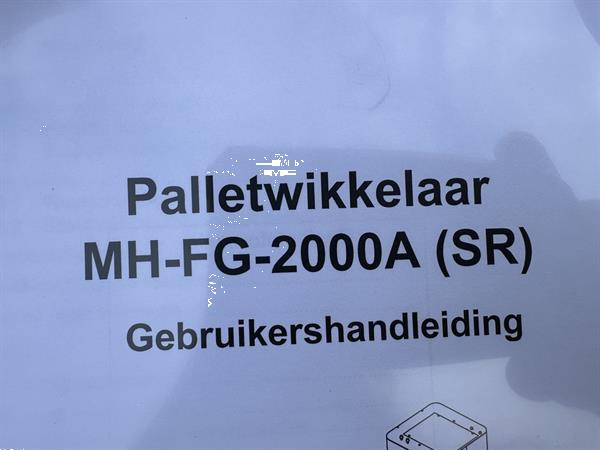 Palletwikkelaar
MH-FG-2000A (SR)
Gebruikershandleiding